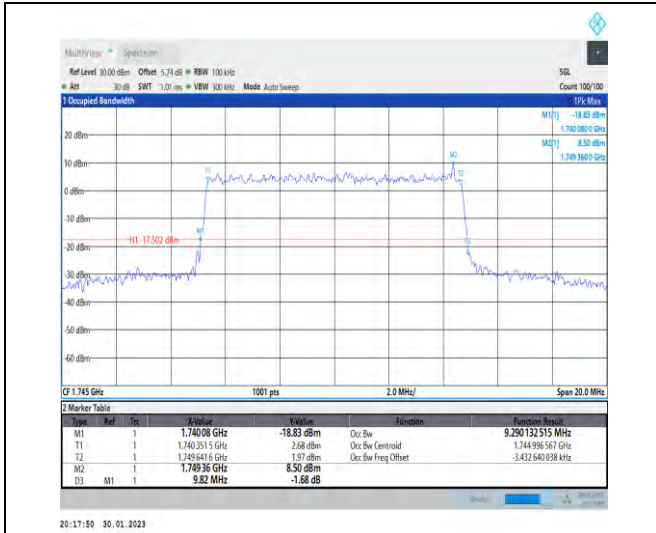 MultiView Spectrum
Ref Level 30.00 dBm Offset 5.74 dB RBW 100 kHz SGL
Att 30 dB SWT 1.01 ms VBW 300 kHz Mode Auto Sweep Count 100/100
1 Occupied Bandwidth 1Pk Max
M1[1] -18.83 dBm
1.740 080 0 GHz
M2[1] 8.50 dBm
1.749 360 0 GHz
20 dBm
10 dBm
0 dBm
-10 dBm
H1 -17.502 dBm
-20 dBm
-30 dBm
-40 dBm
-50 dBm
-60 dBm
T1
M2
T2
M1
D3
CF 1.745 GHz 1001 pts 2.0 MHz/ Span 20.0 MHz
2 Marker Table
Type Ref Trc X-Value Y-Value Function Function Result
M1 1 1.740 08 GHz -18.83 dBm Occ Bw 9.290 132 515 MHz
T1 1 1.740 351 5 GHz 2.68 dBm Occ Bw Centroid 1.744 996 567 GHz
T2 1 1.749 641 6 GHz 1.97 dBm Occ Bw Freq Offset -3.432 640 038 kHz
M2 1 1.749 36 GHz 8.50 dBm
D3 M1 1 9.82 MHz -1.68 dB
20:17:50 30.01.2023